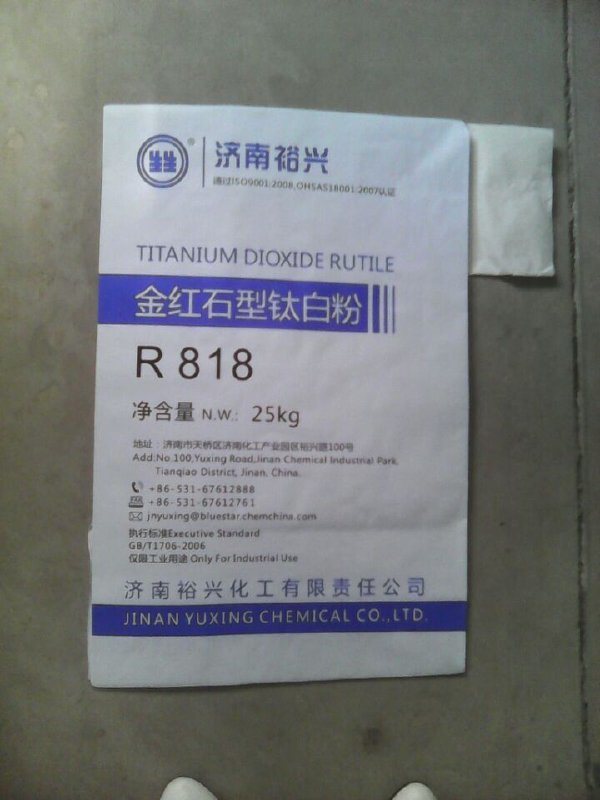 济南裕兴
通过ISO9001:2008,OHSAS18001:2007认证
TITANIUM DIOXIDE RUTILE
金红石型钛白粉
R 818
净含量 N.W.: 25kg
地址：济南市天桥区济南化工产业园区裕兴路100号
Add:No.100,Yuxing Road,Jinan Chemical Industrial Park,
Tianqiao District, Jinan, China.
+86-531-67612888
+86-531-67612761
jnyuxing@bluestar.chemchina.com
执行标准Executive Standard
GB/T1706-2006
仅限工业用途 Only For Industrial Use
济南裕兴化工有限责任公司
JINAN YUXING CHEMICAL CO.,LTD.